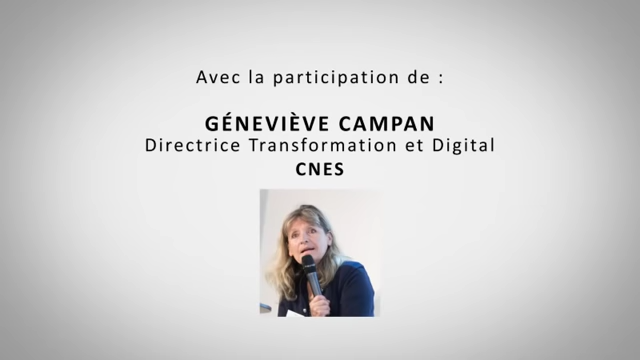 Avec la participation de :
GÉNEVIÈVE CAMPAN
Directrice Transformation et Digital
CNES